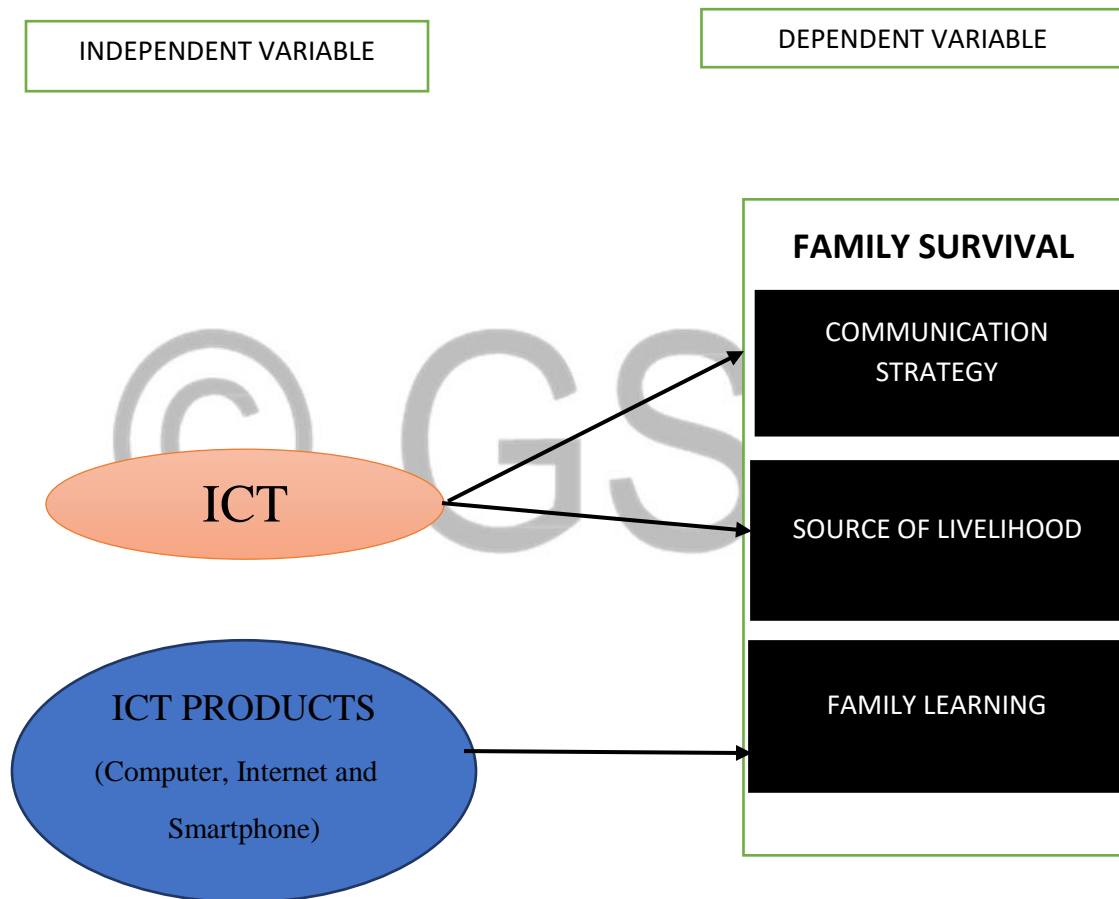 INDEPENDENT VARIABLE
DEPENDENT VARIABLE
FAMILY SURVIVAL
COMMUNICATION
STRATEGY
© GS
ICT
SOURCE OF LIVELIHOOD
ICT PRODUCTS
(Computer, Internet and
Smartphone)
FAMILY LEARNING